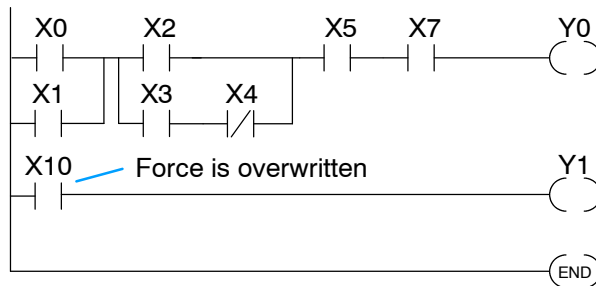 X0 X2 X5 X7 Y0
X1 X3 X4
X10 Force is overwritten Y1
END